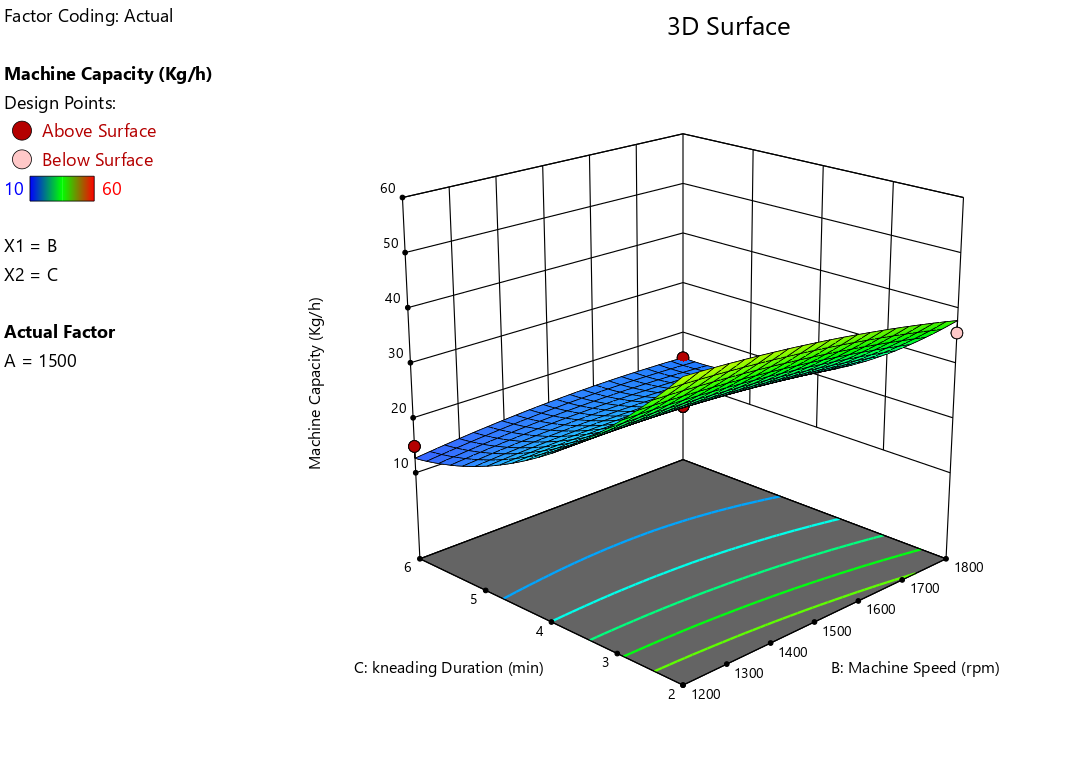 Factor Coding: Actual
3D Surface
Machine Capacity (Kg/h)
Design Points:
Above Surface
Below Surface
10 60
X1 = B
X2 = C
Actual Factor
A = 1500
60
50
40
30
20
10
Machine Capacity (Kg/h)
6
5
4
3
2
C: kneading Duration (min)
1200
1300
1400
1500
1600
1700
1800
B: Machine Speed (rpm)